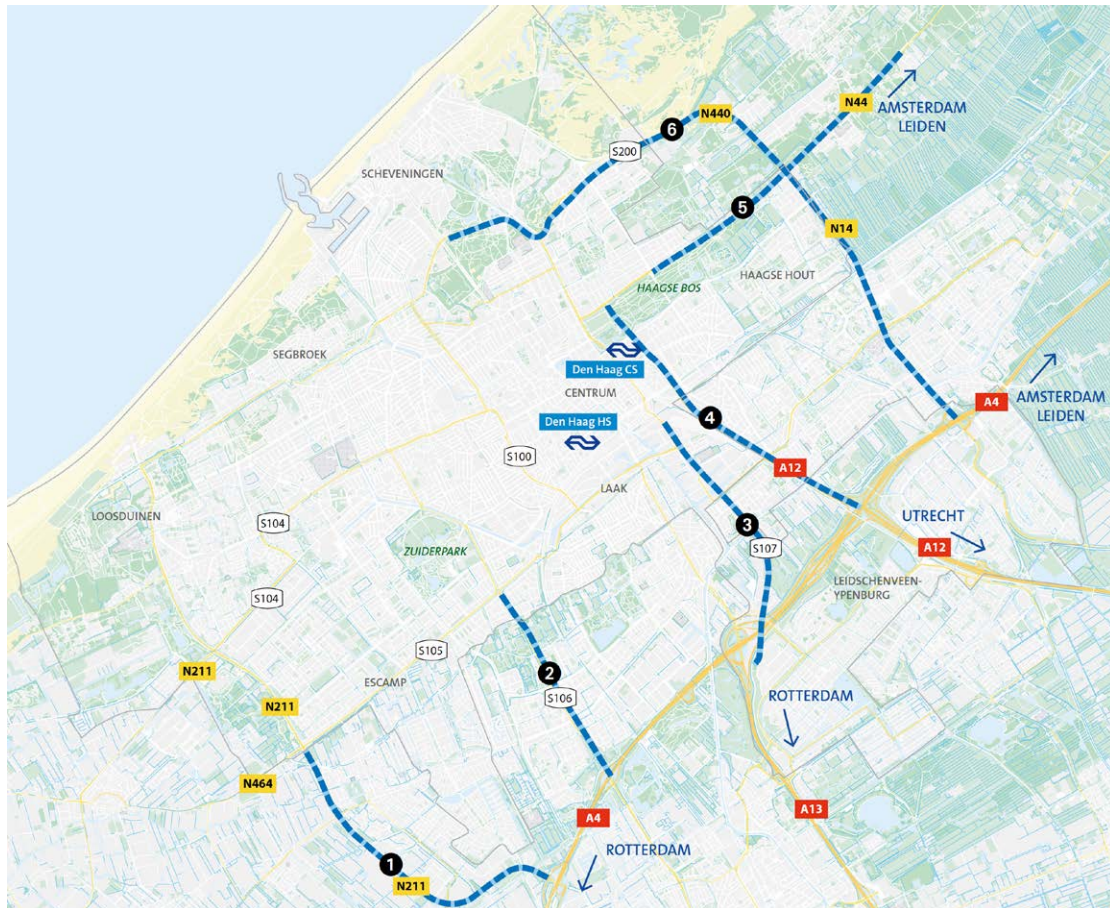 AMSTERDAM
LEIDEN
N44
N440
6
S200
SCHEVENINGEN
5
N14
HAAGSE HOUT
HAAGSE BOS
SEGBROEK
Den Haag CS
CENTRUM
A4
AMSTERDAM
LEIDEN
4
Den Haag HS
S100
A12
LAAK
LOOSDUINEN
S104
3
UTRECHT
ZUIDERPARK
S107
A12
LEIDSCHENVEEN-
YPENBURG
S104
S105
N211
ESCAMP
2
S106
ROTTERDAM
N211
N464
A4
A13
ROTTERDAM
1
N211